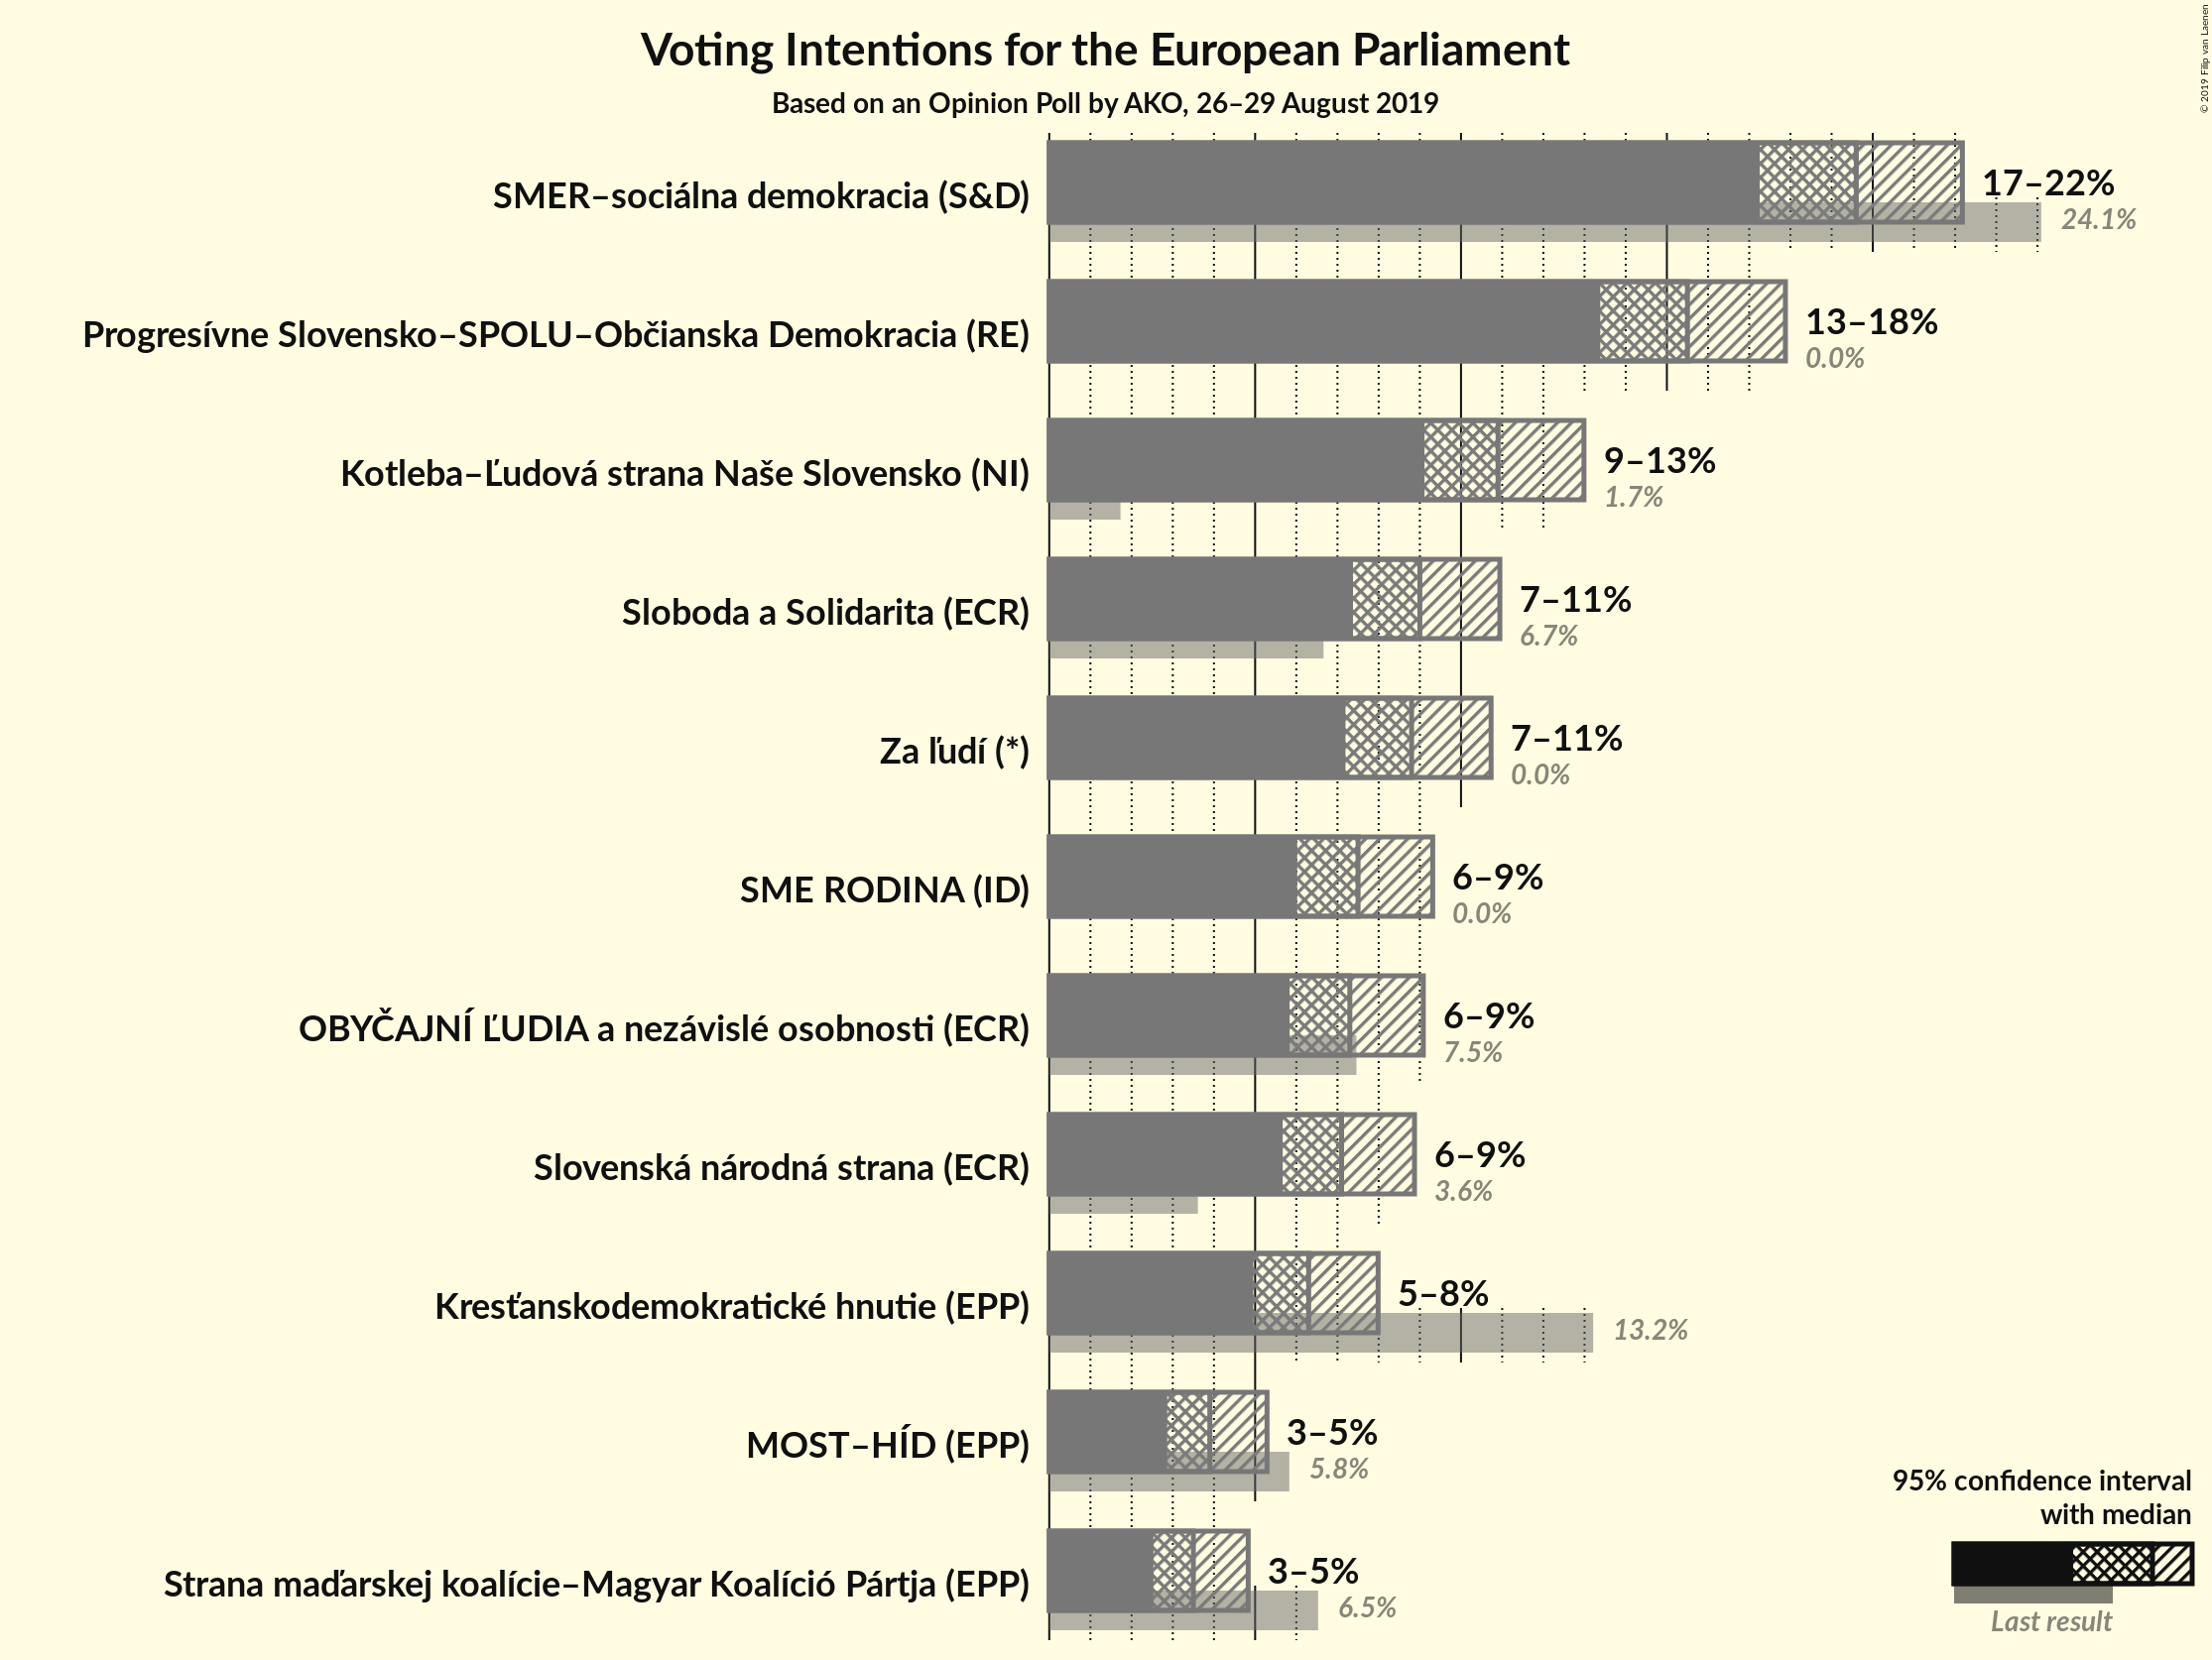 Voting Intentions for the European Parliament
Based on an Opinion Poll by AKO, 26–29 August 2019
© 2019 Filip van Laenen
SMER–sociálna demokracia (S&D)
17–22%
24.1%
Progresívne Slovensko–SPOLU–Občianska Demokracia (RE)
13–18%
0.0%
Kotleba–Ľudová strana Naše Slovensko (NI)
9–13%
1.7%
Sloboda a Solidarita (ECR)
7–11%
6.7%
Za ľudí (*)
7–11%
0.0%
SME RODINA (ID)
6–9%
0.0%
OBYČAJNÍ ĽUDIA a nezávislé osobnosti (ECR)
6–9%
7.5%
Slovenská národná strana (ECR)
6–9%
3.6%
Kresťanskodemokratické hnutie (EPP)
5–8%
13.2%
MOST–HÍD (EPP)
3–5%
5.8%
Strana maďarskej koalície–Magyar Koalíció Pártja (EPP)
3–5%
6.5%
95% confidence interval
with median
Last result